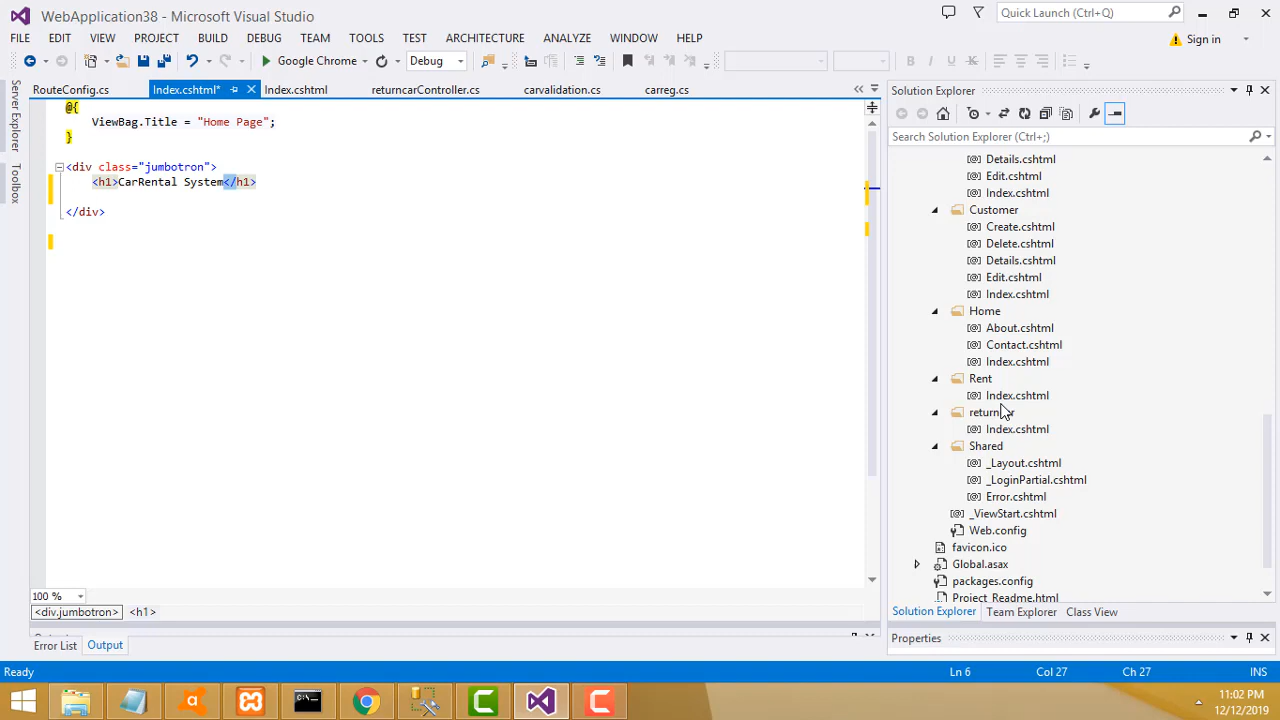 WebApplication38 - Microsoft Visual Studio
Quick Launch (Ctrl+Q)
FILE EDIT VIEW PROJECT BUILD DEBUG TEAM TOOLS TEST ARCHITECTURE ANALYZE WINDOW HELP
Sign in
Google Chrome
Debug
Server Explorer
Toolbox
RouteConfig.cs
Index.cshtml*
Index.cshtml
returncarController.cs
carvalidation.cs
carreg.cs
@{
ViewBag.Title = "Home Page";
}
<div class="jumbotron">
<h1>CarRental System</h1>
</div>
100 %
<div.jumbotron> <h1>
Error List
Output
Solution Explorer
Search Solution Explorer (Ctrl+;)
Details.cshtml
Edit.cshtml
Index.cshtml
Customer
Create.cshtml
Delete.cshtml
Details.cshtml
Edit.cshtml
Index.cshtml
Home
About.cshtml
Contact.cshtml
Index.cshtml
Rent
Index.cshtml
Index.cshtml
Shared
_Layout.cshtml
_LoginPartial.cshtml
Error.cshtml
_ViewStart.cshtml
Web.config
favicon.ico
Global.asax
packages.config
Project_Readme.html
Solution Explorer
Team Explorer
Class View
Properties
Ready
Ln 6
Col 27
Ch 27
INS
11:02 PM
12/12/2019